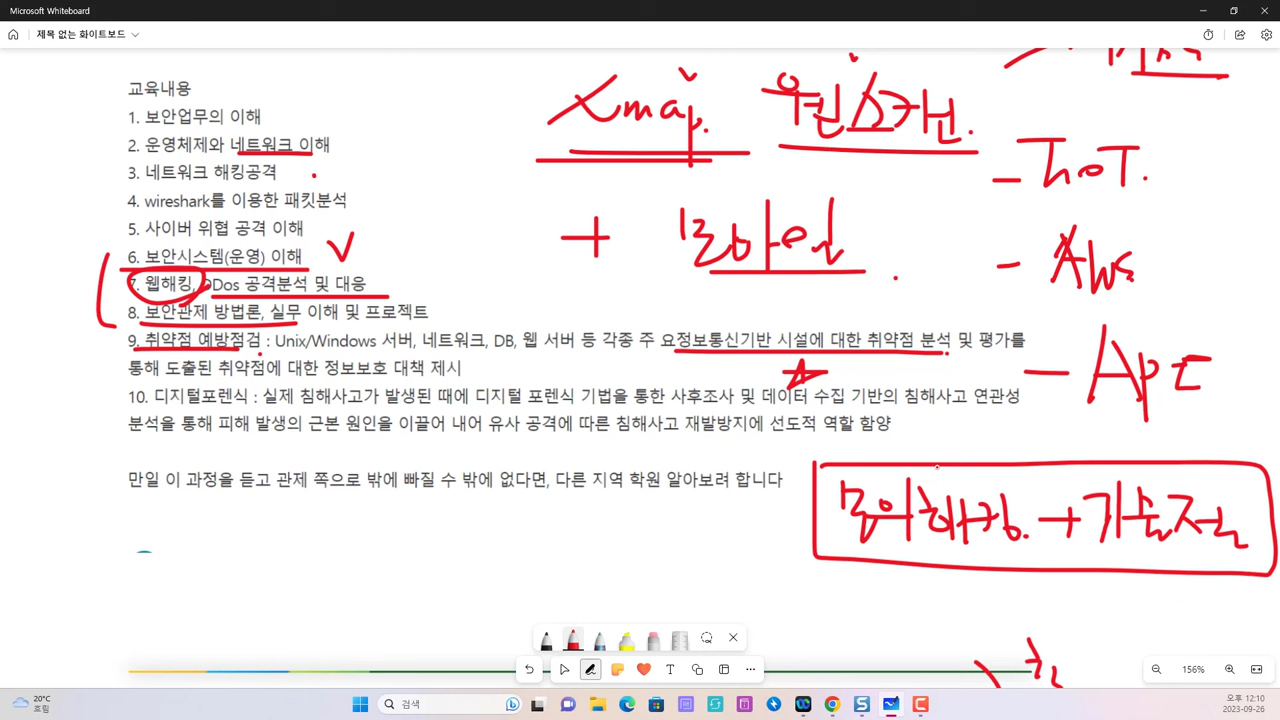 Microsoft Whiteboard
제목 없는 화이트보드
교육내용
1. 보안업무의 이해
2. 운영체제와 네트워크 이해
3. 네트워크 해킹공격
4. wireshark를 이용한 패킷분석
5. 사이버 위협 공격 이해
6. 보안시스템(운영) 이해
7. 웹해킹, DDos 공격분석 및 대응
8. 보안관제 방법론, 실무 이해 및 프로젝트
9. 취약점 예방점검 : Unix/Windows 서버, 네트워크, DB, 웹 서버 등 각종 주 요정보통신기반 시설에 대한 취약점 분석 및 평가를
통해 도출된 취약점에 대한 정보보호 대책 제시
10. 디지털포렌식 : 실제 침해사고가 발생된 때에 디지털 포렌식 기법을 통한 사후조사 및 데이터 수집 기반의 침해사고 연관성
분석을 통해 피해 발생의 근본 원인을 이끌어 내어 유사 공격에 따른 침해사고 재발방지에 선도적 역할 함양
만일 이 과정을 듣고 관제 쪽으로 밖에 빠질 수 밖에 없다면, 다른 지역 학원 알아보려 합니다
+ 모바일.
- IoT.
- AWS
모의해킹. → 기술
156%
20°C
흐림
검색
오후 12:10
2023-09-26